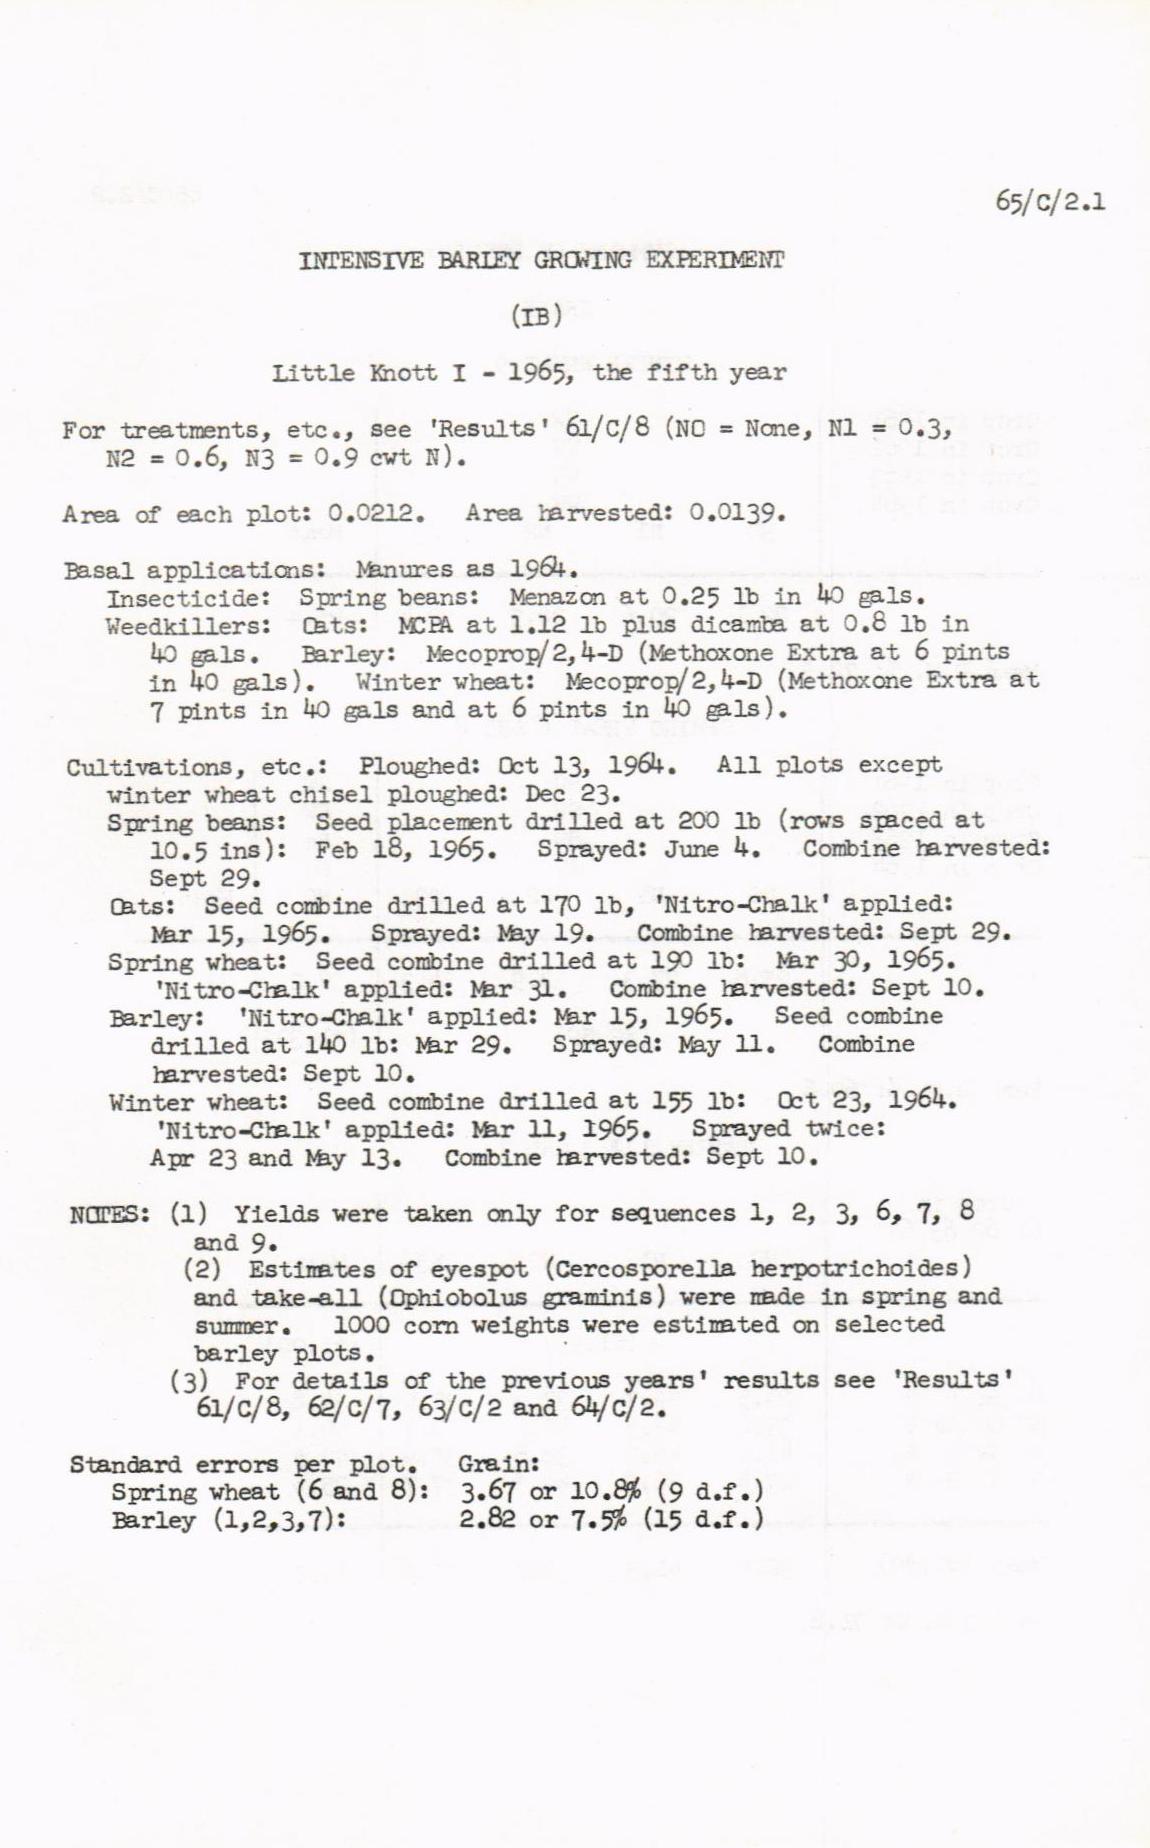 65/C/2.1
INTENSIVE BARLEY GROWING EXPERIMENT
(IB)
Little Knott I - 1965, the fifth year
For treatments, etc., see 'Results' 61/C/8 (NO = None, N1 = 0.3,
N2 = 0.6, N3 = 0.9 cwt N).
Area of each plot: 0.0212. Area harvested: 0.0139.
Basal applications: Manures as 1964.
Insecticide: Spring beans: Menazon at 0.25 lb in 40 gals.
Weedkillers: Oats: MCPA at 1.12 lb plus dicamba at 0.8 lb in
40 gals. Barley: Mecoprop/2,4-D (Methoxone Extra at 6 pints
in 40 gals). Winter wheat: Mecoprop/2,4-D (Methoxone Extra at
7 pints in 40 gals and at 6 pints in 40 gals).
Cultivations, etc.: Ploughed: Oct 13, 1964. All plots except
winter wheat chisel ploughed: Dec 23.
Spring beans: Seed placement drilled at 200 lb (rows spaced at
10.5 ins): Feb 18, 1965. Sprayed: June 4. Combine harvested:
Sept 29.
Oats: Seed combine drilled at 170 lb, 'Nitro-Chalk' applied:
Mar 15, 1965. Sprayed: May 19. Combine harvested: Sept 29.
Spring wheat: Seed combine drilled at 190 lb: Mar 30, 1965.
'Nitro-Chalk' applied: Mar 31. Combine harvested: Sept 10.
Barley: 'Nitro-Chalk' applied: Mar 15, 1965. Seed combine
drilled at 140 lb: Mar 29. Sprayed: May 11. Combine
harvested: Sept 10.
Winter wheat: Seed combine drilled at 155 lb: Oct 23, 1964.
'Nitro-Chalk' applied: Mar 11, 1965. Sprayed twice:
Apr 23 and May 13. Combine harvested: Sept 10.
NOTES: (1) Yields were taken only for sequences 1, 2, 3, 6, 7, 8
and 9.
(2) Estimates of eyespot (Cercosporella herpotrichoides)
and take-all (Ophiobolus graminis) were made in spring and
summer. 1000 corn weights were estimated on selected
barley plots.
(3) For details of the previous years' results see 'Results'
61/C/8, 62/C/7, 63/C/2 and 64/C/2.
Standard errors per plot. Grain:
Spring wheat (6 and 8): 3.67 or 10.8% (9 d.f.)
Barley (1,2,3,7): 2.82 or 7.5% (15 d.f.)